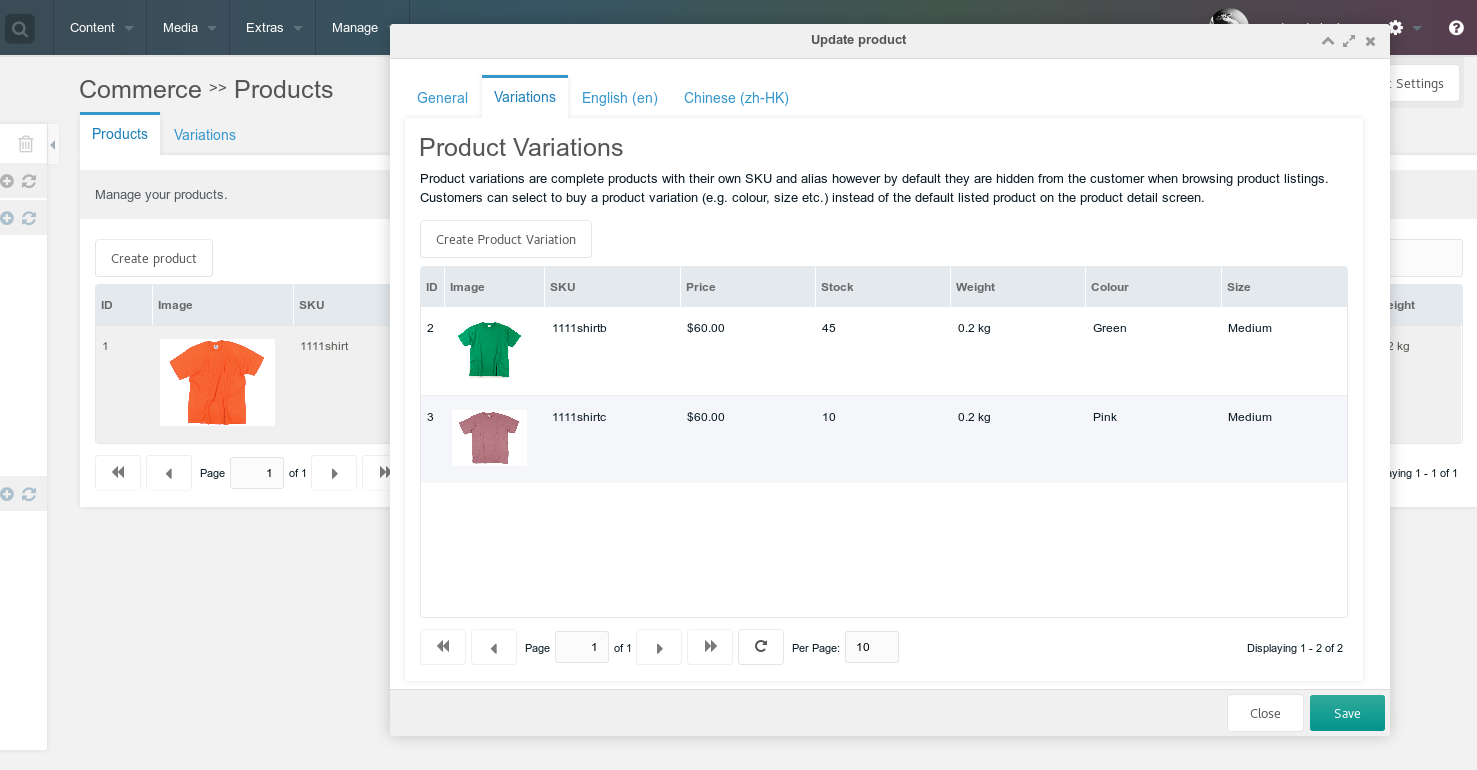 Content Media Extras Manage
Update product
Commerce >> Products
Settings
Products Variations
Manage your products.
Create product
ID Image SKU
1 1111shirt
2 kg
Page 1 of 1
1 - 1 of 1
General Variations English (en) Chinese (zh-HK)
Product Variations
Product variations are complete products with their own SKU and alias however by default they are hidden from the customer when browsing product listings.
Customers can select to buy a product variation (e.g. colour, size etc.) instead of the default listed product on the product detail screen.
Create Product Variation
ID Image SKU Price Stock Weight Colour Size
2 1111shirtb $60.00 45 0.2 kg Green Medium
3 1111shirtc $60.00 10 0.2 kg Pink Medium
Page 1 of 1 Per Page: 10 Displaying 1 - 2 of 2
Close Save